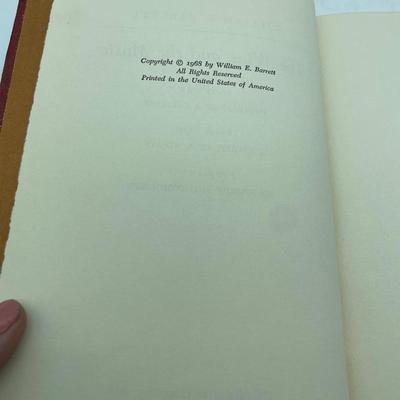 Copyright © 1968 by William E. Barrett
All Rights Reserved
Printed in the United States of America